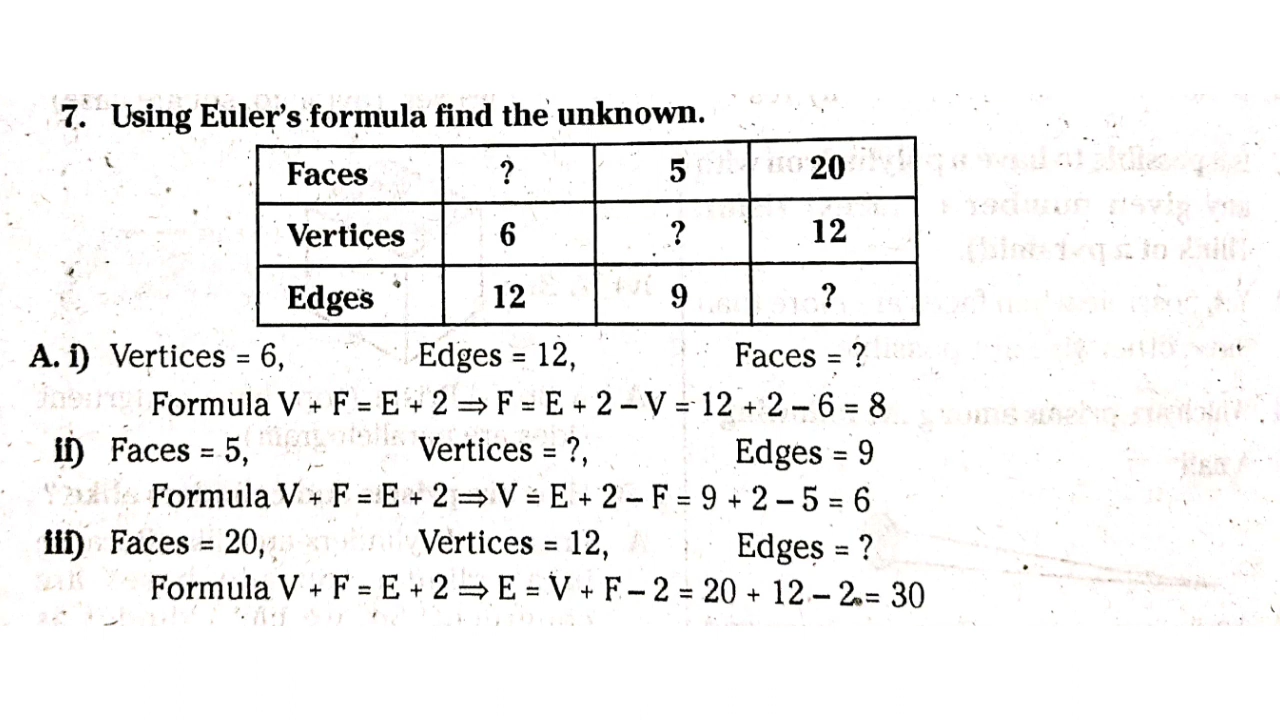 7. Using Euler's formula find the unknown.
Faces ? 5 20
Vertices 6 ? 12
Edges 12 9 ?
A. i) Vertices = 6, Edges = 12, Faces = ?
Formula V + F = E + 2 ⇒ F = E + 2 – V = 12 + 2 – 6 = 8
ii) Faces = 5, Vertices = ?, Edges = 9
Formula V + F = E + 2 ⇒ V = E + 2 – F = 9 + 2 – 5 = 6
iii) Faces = 20, Vertices = 12, Edges = ?
Formula V + F = E + 2 ⇒ E = V + F – 2 = 20 + 12 – 2 = 30